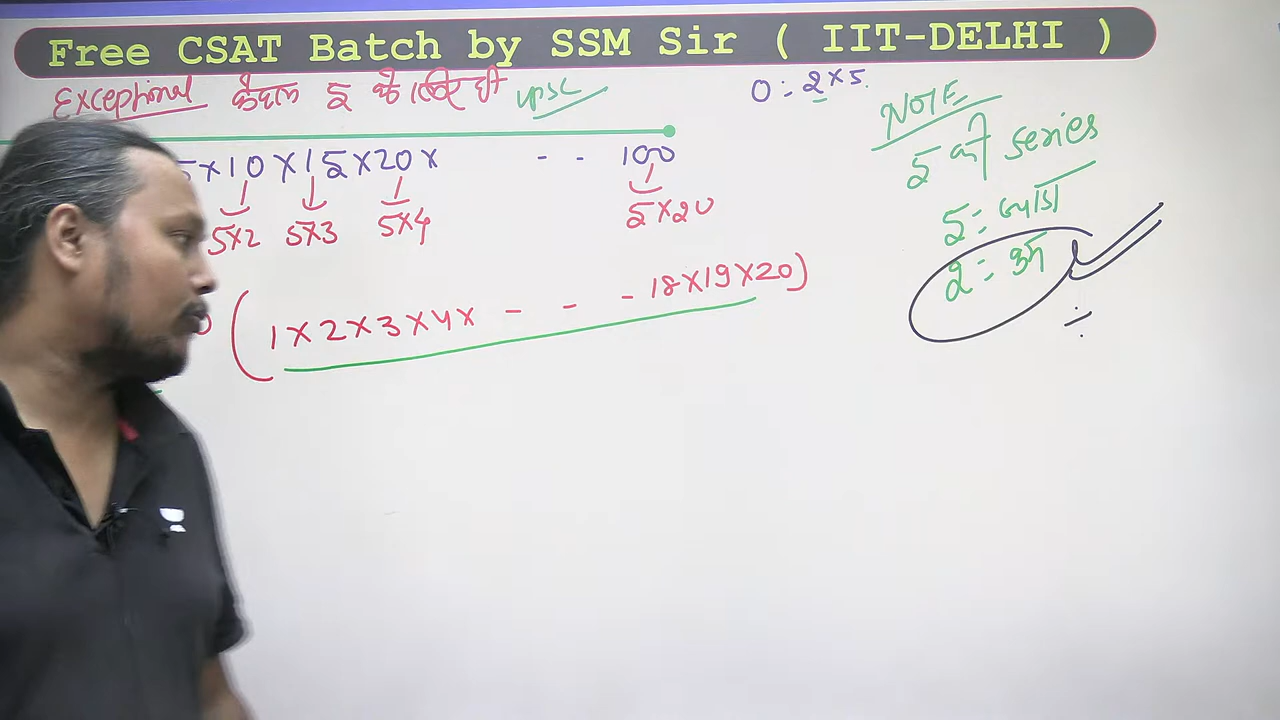 Free CSAT Batch by SSM Sir ( IIT-DELHI )
Exceptional केवल 5 के लिए ही UPSC
0 : 2×5
NOTE
5×10×15×20× - - 100
5×2 5×3 5×4 5×20
5 की series
5 : ज्यादा
2 : कम
(1×2×3×4× - - - 18×19×20)
÷